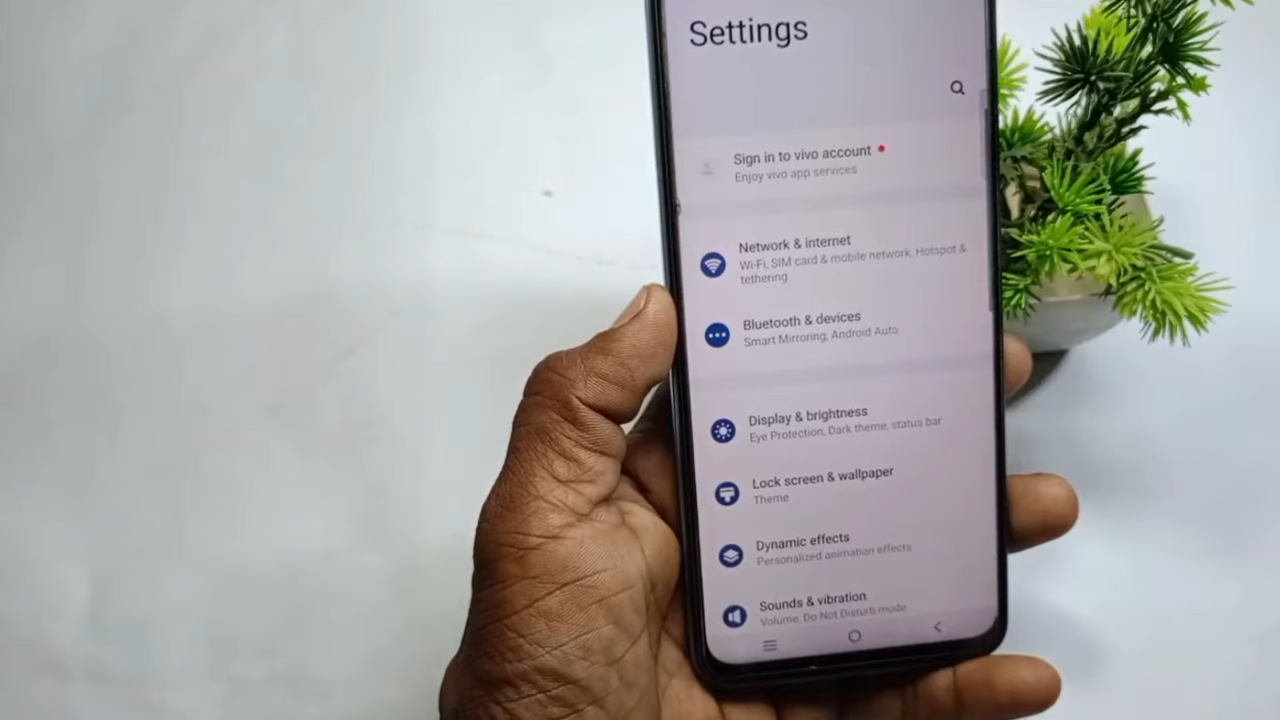 Settings
Sign in to vivo account
Enjoy vivo app services
Network & internet
Wi-Fi, SIM card & mobile network, Hotspot &
tethering
Bluetooth & devices
Smart Mirroring, Android Auto
Display & brightness
Eye Protection, Dark theme, status bar
Lock screen & wallpaper
Theme
Dynamic effects
Personalized animation effects
Sounds & vibration
Volume, Do Not Disturb mode